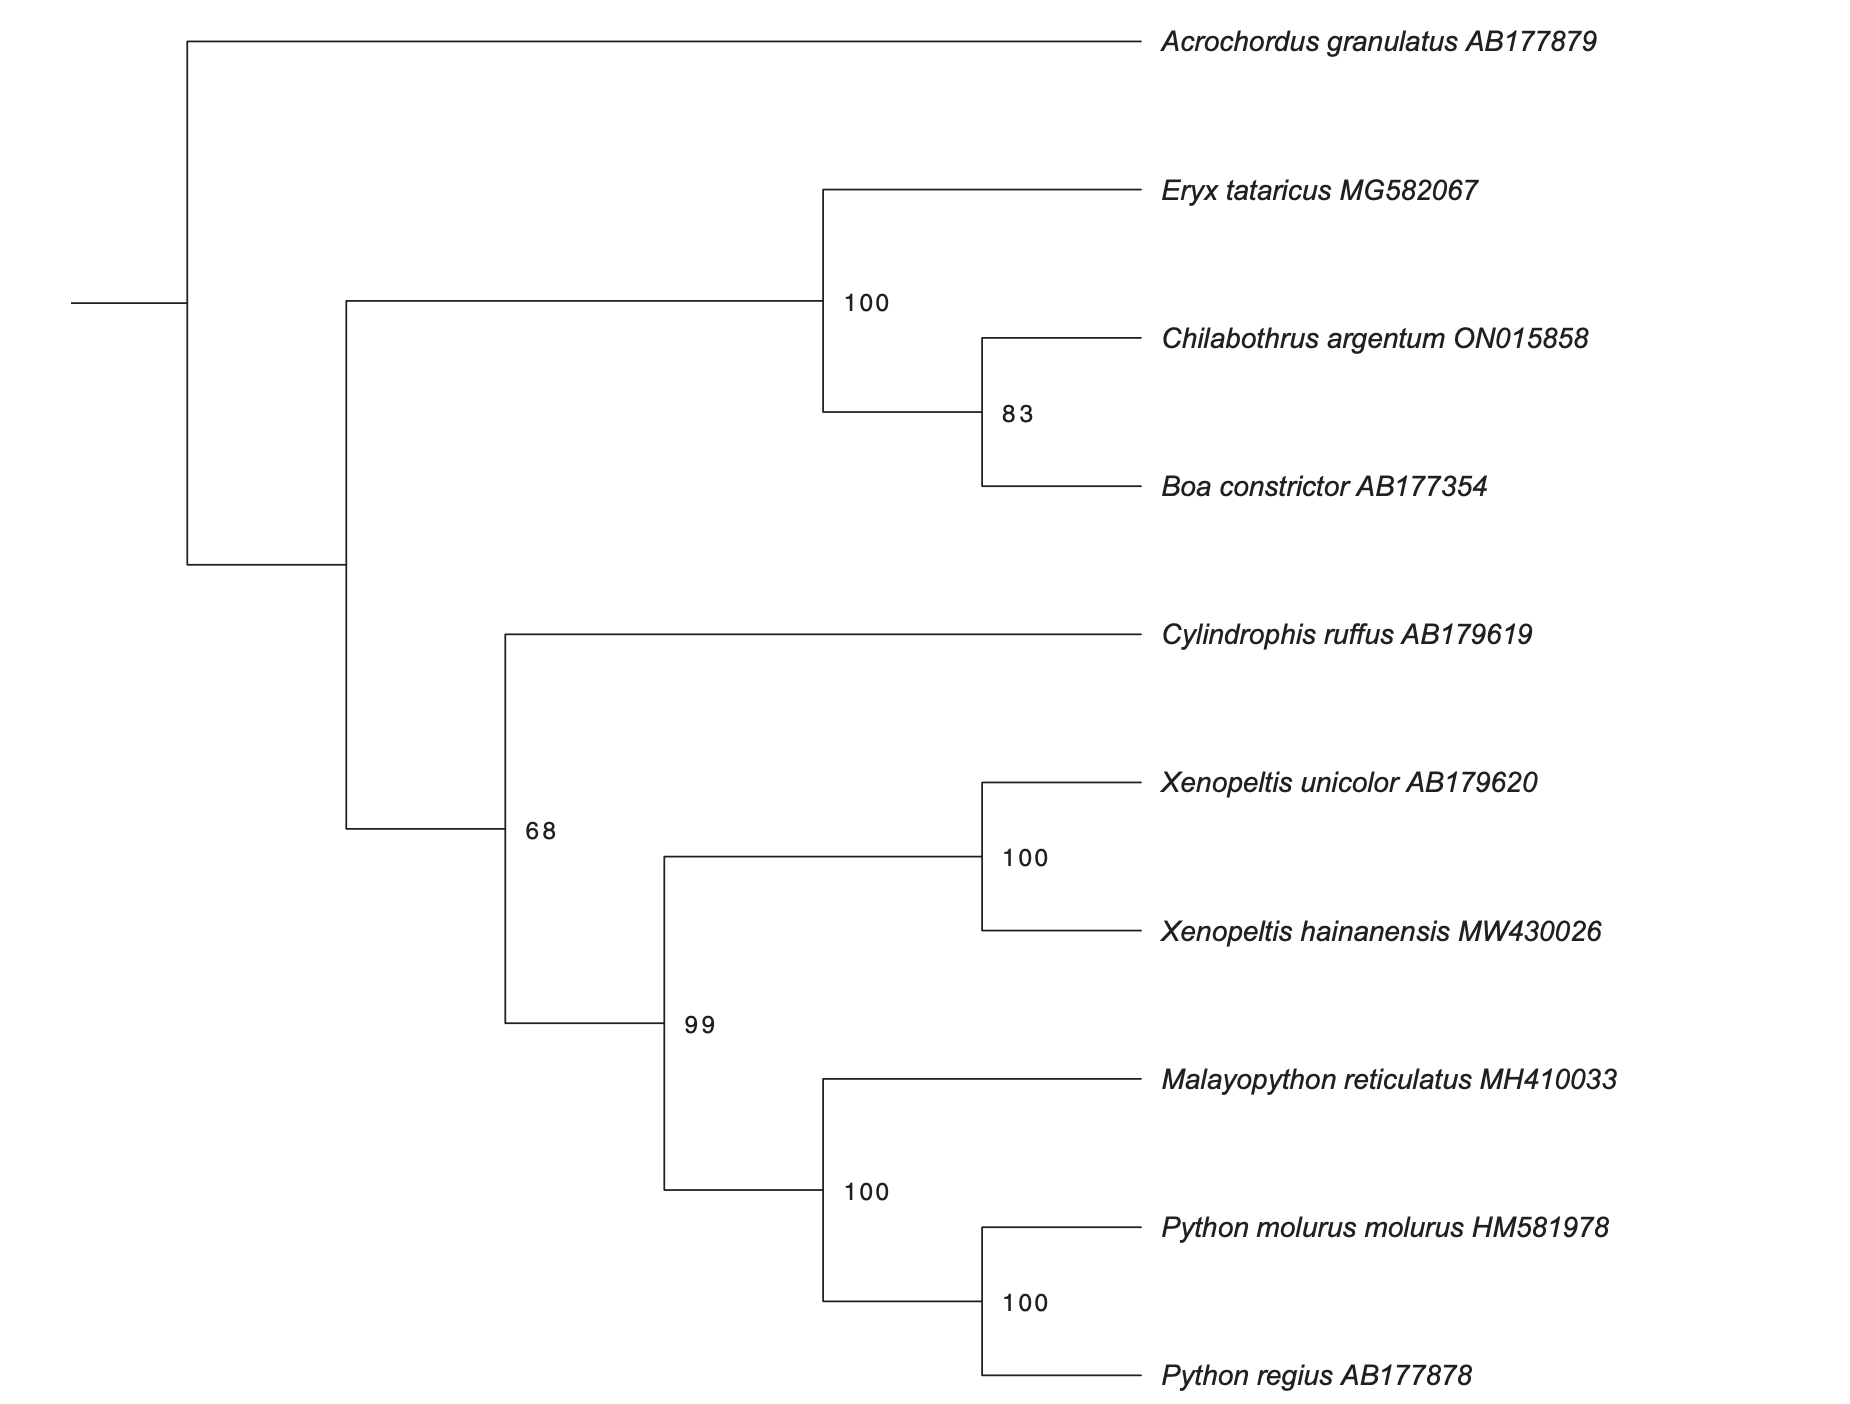 Acrochordus granulatus AB177879
Eryx tataricus MG582067
100
Chilabothrus argentum ON015858
83
Boa constrictor AB177354
Cylindrophis ruffus AB179619
Xenopeltis unicolor AB179620
68
100
Xenopeltis hainanensis MW430026
99
Malayopython reticulatus MH410033
100
Python molurus molurus HM581978
100
Python regius AB177878